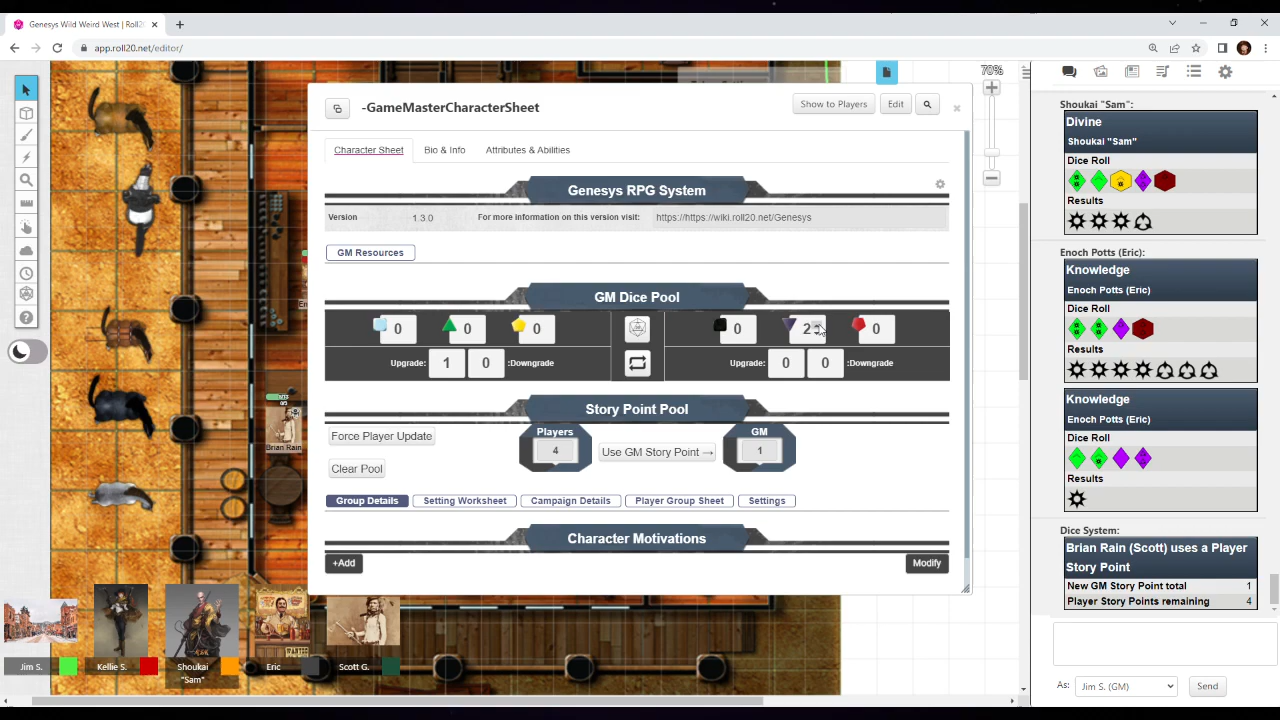 Genesys Wild Weird West | Roll20
app.roll20.net/editor/
-GameMasterCharacterSheet
Show to Players
Edit
Character Sheet
Bio & Info
Attributes & Abilities
Genesys RPG System
Version
1.3.0
For more information on this version visit:
https://https://wiki.roll20.net/Genesys
GM Resources
GM Dice Pool
0
0
0
0
2
0
Upgrade:
1
0
:Downgrade
Upgrade:
0
0
:Downgrade
Story Point Pool
Force Player Update
Clear Pool
Players
4
Use GM Story Point →
GM
1
Group Details
Setting Worksheet
Campaign Details
Player Group Sheet
Settings
Character Motivations
+Add
Modify
70%
Brian Rain
Jim S.
Kellie S.
Shoukai
"Sam"
Eric
Scott G.
Shoukai "Sam":
Divine
Shoukai "Sam"
Dice Roll
Results
Enoch Potts (Eric):
Knowledge
Enoch Potts (Eric)
Dice Roll
Results
Knowledge
Enoch Potts (Eric)
Dice Roll
Results
Dice System:
Brian Rain (Scott) uses a Player
Story Point
New GM Story Point total 1
Player Story Points remaining 4
As:
Jim S. (GM)
Send